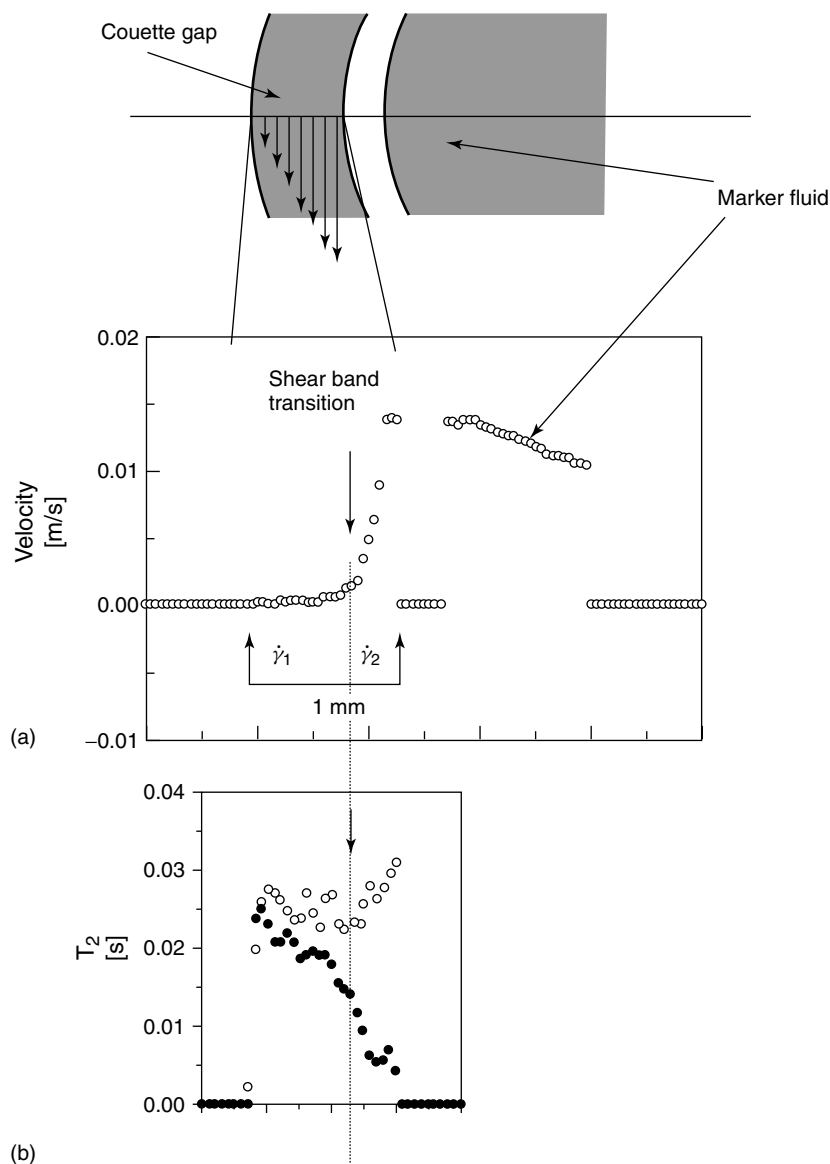 Couette gap
Marker fluid
0.02
Shear band
transition
0.01
Velocity
[m/s]
0.00
γ̇₁
γ̇₂
1 mm
(a)
−0.01
0.04
0.03
T₂
[s]
0.02
0.01
0.00
(b)